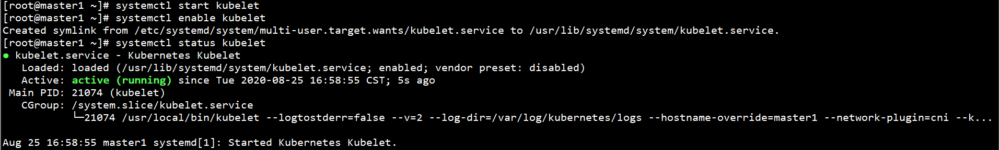 [root@master1 ~]# systemctl start kubelet
[root@master1 ~]# systemctl enable kubelet
Created symlink from /etc/systemd/system/multi-user.target.wants/kubelet.service to /usr/lib/systemd/system/kubelet.service.
[root@master1 ~]# systemctl status kubelet
● kubelet.service - Kubernetes Kubelet
Loaded: loaded (/usr/lib/systemd/system/kubelet.service; enabled; vendor preset: disabled)
Active: active (running) since Tue 2020-08-25 16:58:55 CST; 5s ago
Main PID: 21074 (kubelet)
CGroup: /system.slice/kubelet.service
└─21074 /usr/local/bin/kubelet --logtostderr=false --v=2 --log-dir=/var/log/kubernetes/logs --hostname-override=master1 --network-plugin=cni --k...
Aug 25 16:58:55 master1 systemd[1]: Started Kubernetes Kubelet.